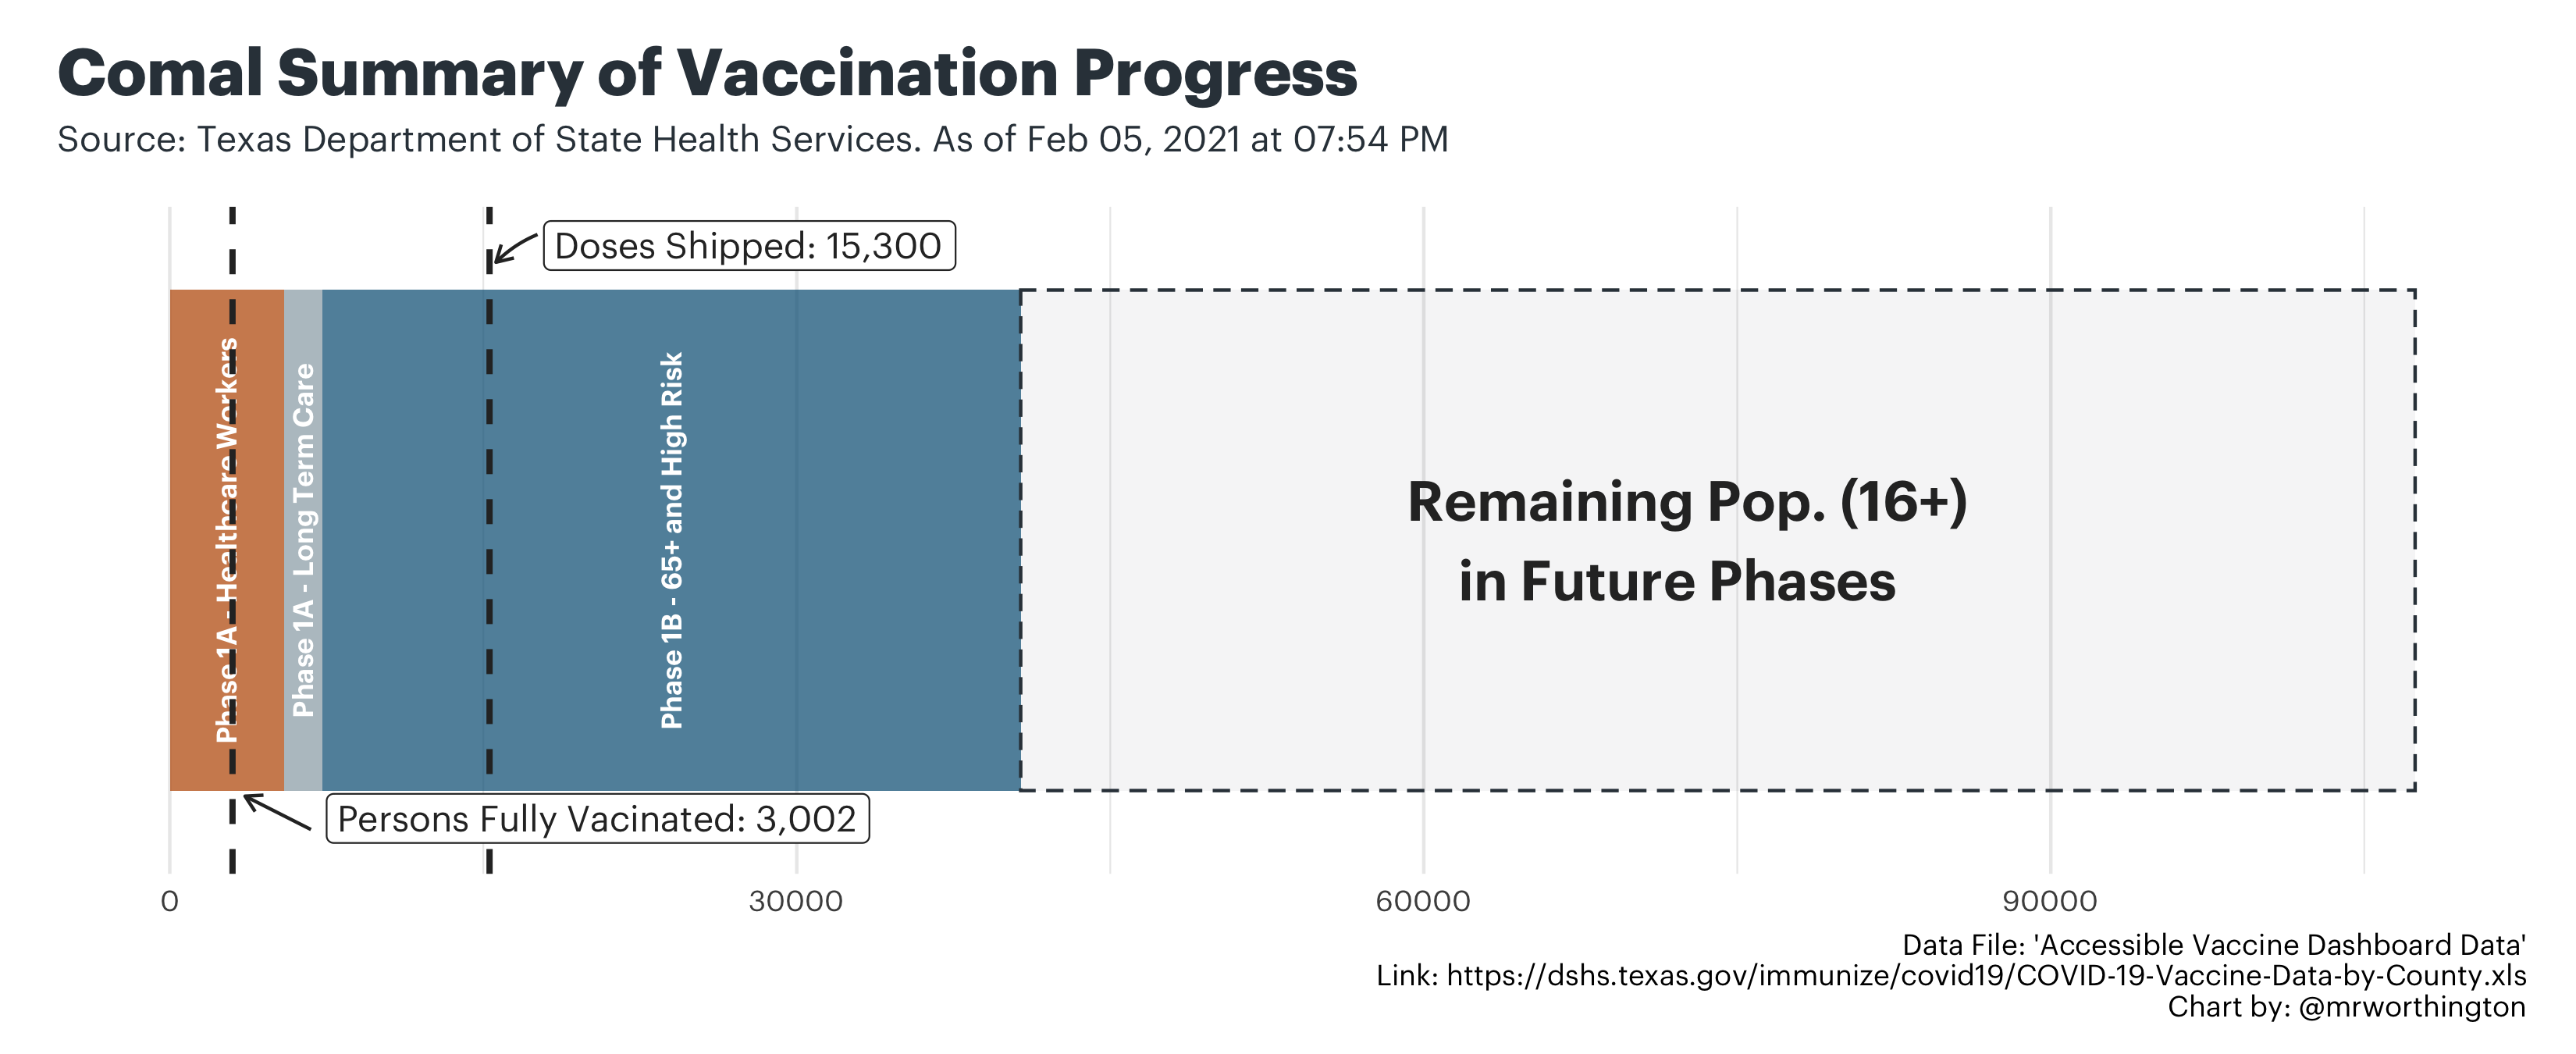 Comal Summary of Vaccination Progress
Source: Texas Department of State Health Services. As of Feb 05, 2021 at 07:54 PM
Doses Shipped: 15,300
Phase 1A - Healthcare Workers
Phase 1A - Long Term Care
Phase 1B - 65+ and High Risk
Remaining Pop. (16+)
in Future Phases
Persons Fully Vacinated: 3,002
0
30000
60000
90000
Data File: 'Accessible Vaccine Dashboard Data'
Link: https://dshs.texas.gov/immunize/covid19/COVID-19-Vaccine-Data-by-County.xls
Chart by: @mrworthington